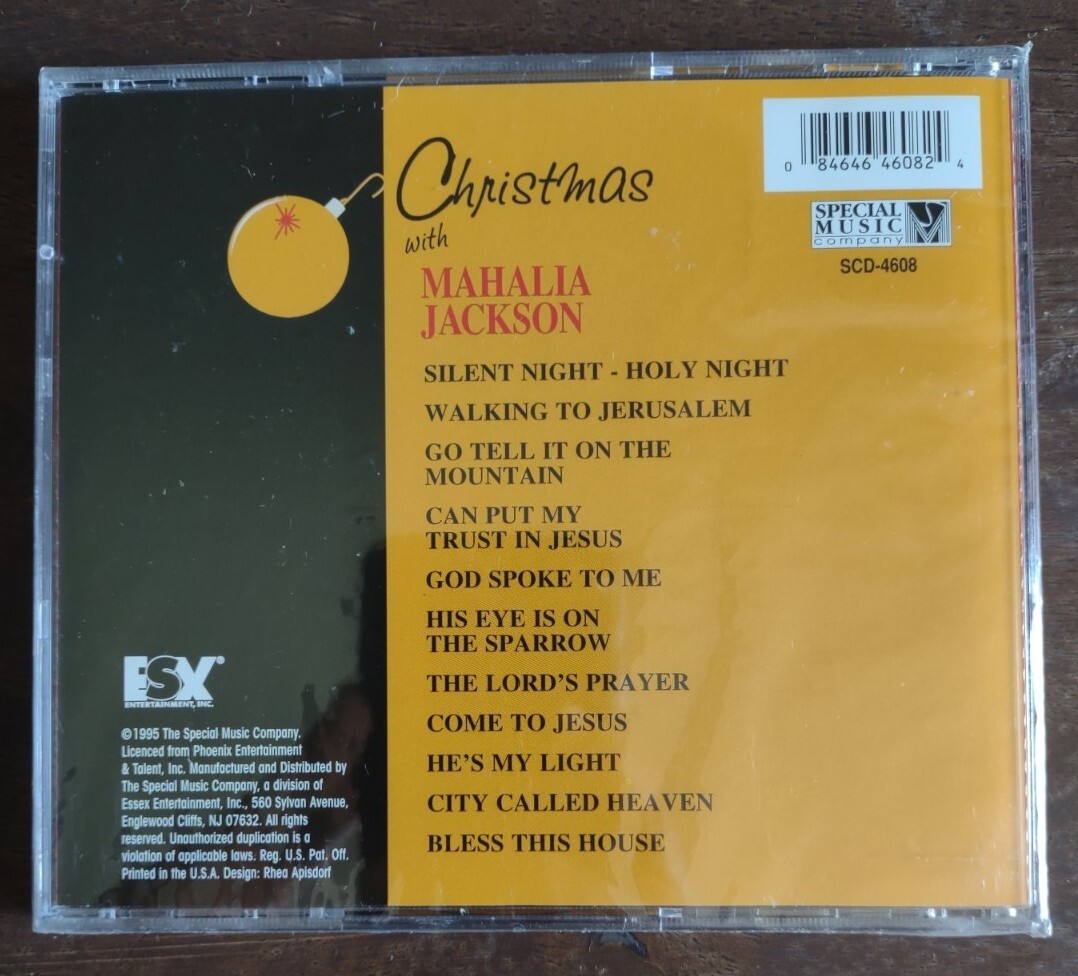 Christmas
with
MAHALIA
JACKSON
0 84646 46082 4
SPECIAL
MUSIC
company
SCD-4608
SILENT NIGHT - HOLY NIGHT
WALKING TO JERUSALEM
GO TELL IT ON THE
MOUNTAIN
CAN PUT MY
TRUST IN JESUS
GOD SPOKE TO ME
HIS EYE IS ON
THE SPARROW
THE LORD'S PRAYER
COME TO JESUS
HE'S MY LIGHT
CITY CALLED HEAVEN
BLESS THIS HOUSE
ESX®
ENTERTAINMENT, INC.
©1995 The Special Music Company.
Licenced from Phoenix Entertainment
& Talent, Inc. Manufactured and Distributed by
The Special Music Company, a division of
Essex Entertainment, Inc., 560 Sylvan Avenue,
Englewood Cliffs, NJ 07632. All rights
reserved. Unauthorized duplication is a
violation of applicable laws. Reg. U.S. Pat. Off.
Printed in the U.S.A. Design: Rhea Apisdorf